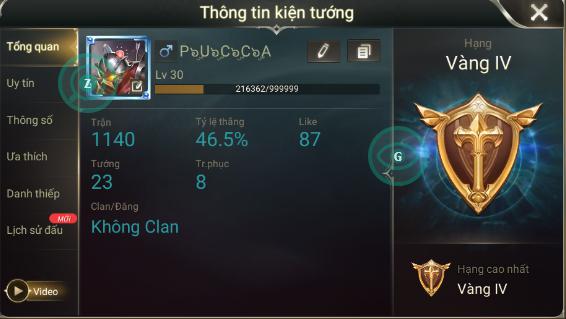 Thông tin kiện tướng
Tổng quan
Uy tín
Thông số
Ưa thích
Danh thiếp
Lịch sử đấu
Mới
Video
Z
PꙌUꙌCꙌCꙌA
Lv 30
216362/999999
Trận
Tỷ lệ thắng
Like
1140
46.5%
87
Tướng
Tr.phục
23
8
Clan/Đăng
Không Clan
G
Hạng
Vàng IV
Hạng cao nhất
Vàng IV